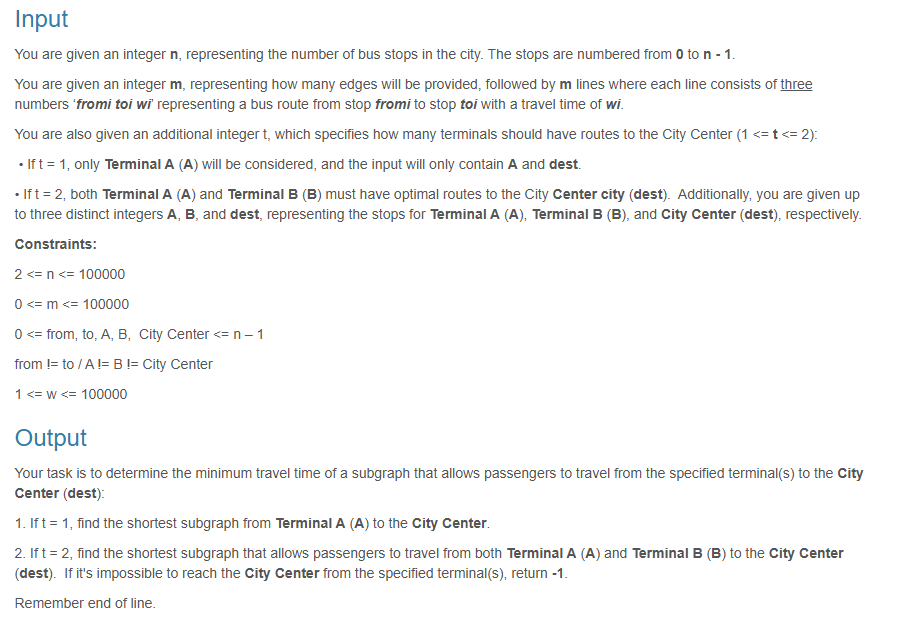 Input
You are given an integer n, representing the number of bus stops in the city. The stops are numbered from 0 to n - 1.
You are given an integer m, representing how many edges will be provided, followed by m lines where each line consists of three
numbers 'fromi toi wi' representing a bus route from stop fromi to stop toi with a travel time of wi.
You are also given an additional integer t, which specifies how many terminals should have routes to the City Center (1 <= t <= 2):
• If t = 1, only Terminal A (A) will be considered, and the input will only contain A and dest.
• If t = 2, both Terminal A (A) and Terminal B (B) must have optimal routes to the City Center city (dest).  Additionally, you are given up
to three distinct integers A, B, and dest, representing the stops for Terminal A (A), Terminal B (B), and City Center (dest), respectively.
Constraints:
2 <= n <= 100000
0 <= m <= 100000
0 <= from, to, A, B,  City Center <= n – 1
from != to / A != B != City Center
1 <= w <= 100000
Output
Your task is to determine the minimum travel time of a subgraph that allows passengers to travel from the specified terminal(s) to the City
Center (dest):
1. If t = 1, find the shortest subgraph from Terminal A (A) to the City Center.
2. If t = 2, find the shortest subgraph that allows passengers to travel from both Terminal A (A) and Terminal B (B) to the City Center
(dest).  If it's impossible to reach the City Center from the specified terminal(s), return -1.
Remember end of line.